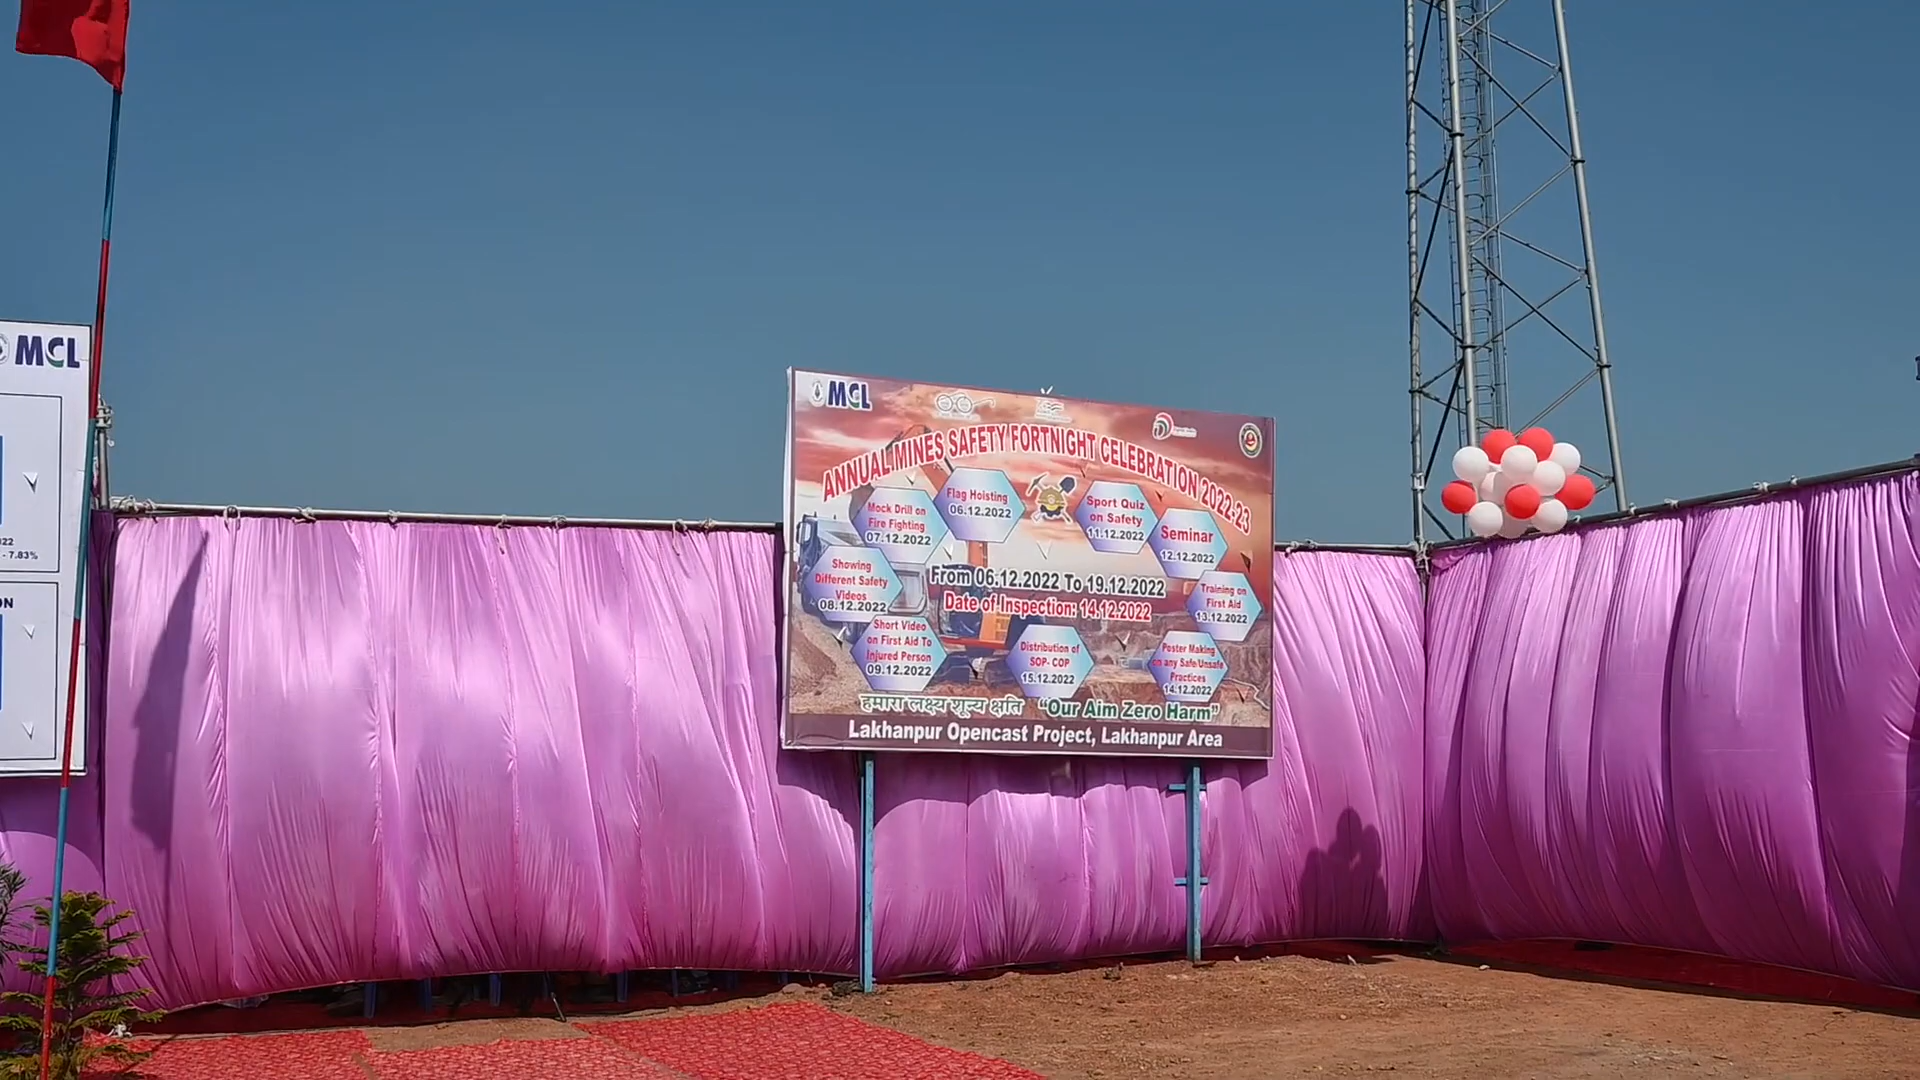 MCL
22
- 7.83%
ON
MCL
ANNUAL MINES SAFETY FORTNIGHT CELEBRATION 2022-23
Flag Hoisting
06.12.2022
Mock Drill on
Fire Fighting
07.12.2022
Showing
Different Safety
Videos
08.12.2022
Short Video
on First Aid To
Injured Person
09.12.2022
Sport Quiz
on Safety
11.12.2022
Seminar
12.12.2022
Training on
First Aid
13.12.2022
Poster Making
on any Safe/Unsafe
Practices
14.12.2022
Distribution of
SOP- COP
15.12.2022
From 06.12.2022 To 19.12.2022
Date of Inspection: 14.12.2022
हमारा लक्ष्य शून्य क्षति "Our Aim Zero Harm"
Lakhanpur Opencast Project, Lakhanpur Area